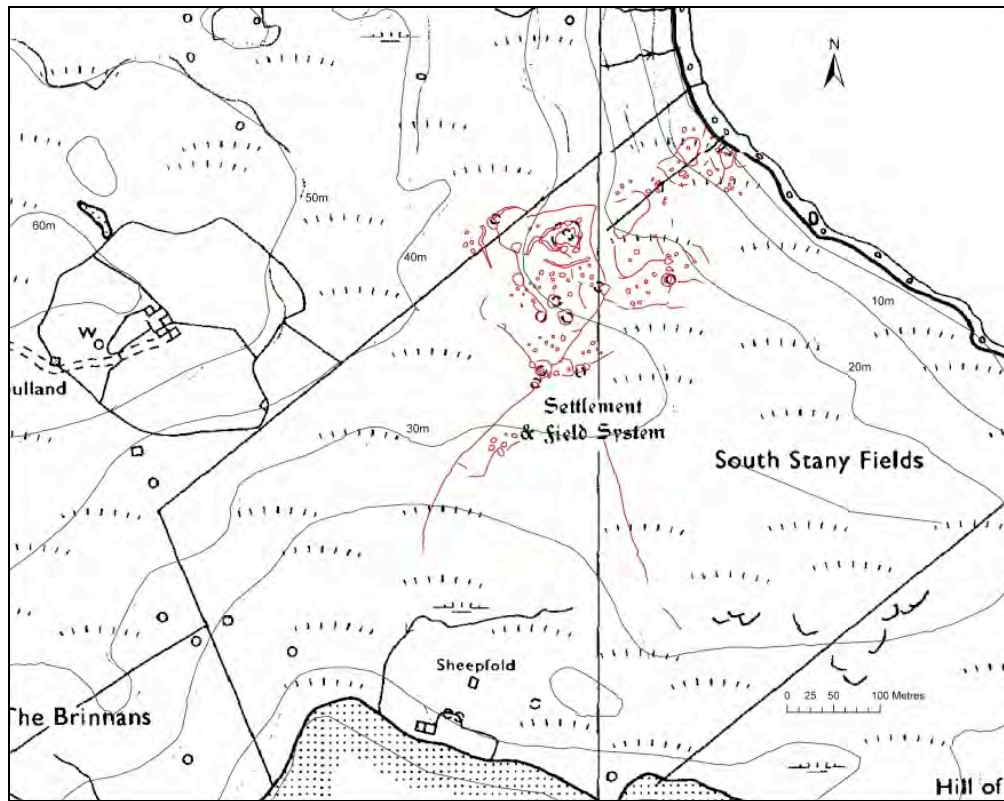 N
50m
60m
40m
10m
W
20m
ulland
Settlement
& Field System
30m
South Stany Fields
Sheepfold
0 25 50 100 Metres
The Brinnans
Hill of